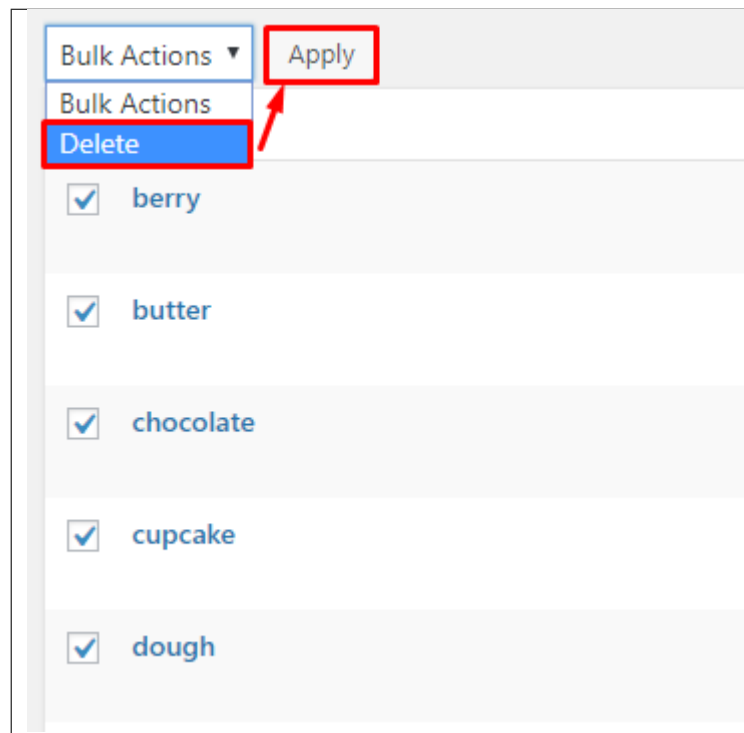 Bulk Actions Apply
Bulk Actions
Delete
berry
butter
chocolate
cupcake
dough